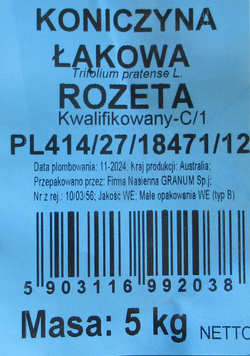 KONICZYNA
ŁĄKOWA
Trifolium pratense L.
ROZETA
Kwalifikowany-C/1
PL414/27/18471/12
Data plombowania: 11-2024; Kraj produkcji: Australia;
Przepakowano przez: Firma Nasienna GRANUM Sp.j;
Nr z rej.: 10/03/56; Jakość WE; Małe opakowania WE (typ B)
5 903116 992038
Masa: 5 kg NETTO